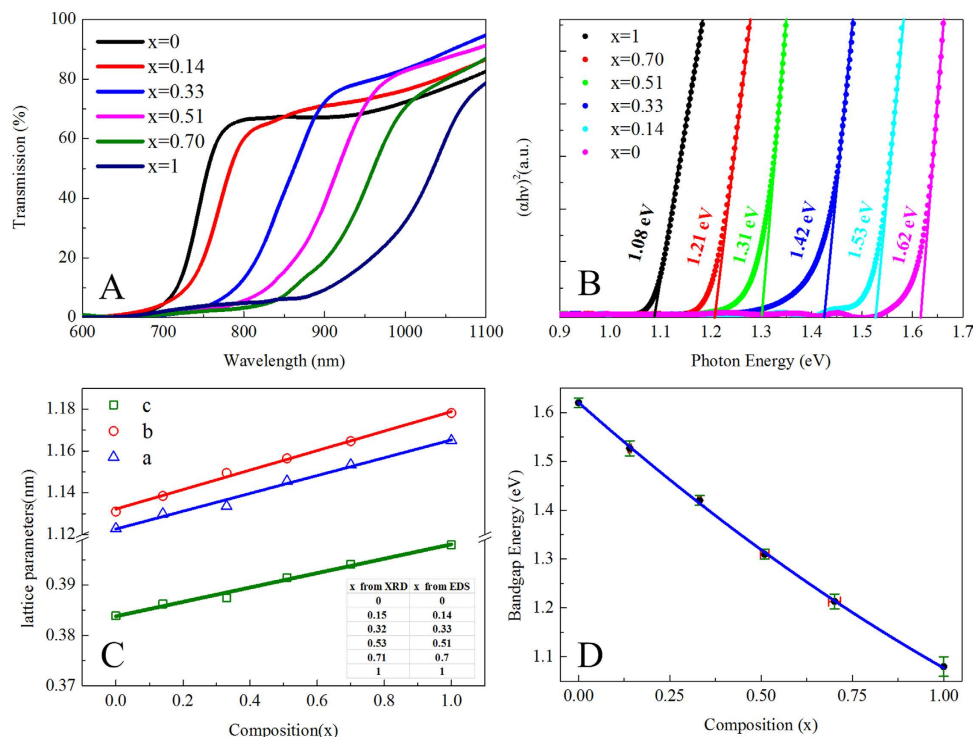 100
80
60
40
20
0
Transmission (%)
x=0
x=0.14
x=0.33
x=0.51
x=0.70
x=1
A
600 700 800 900 1000 1100
Wavelength (nm)
(αhν)²(a.u.)
x=1
x=0.70
x=0.51
x=0.33
x=0.14
x=0
1.08 eV
1.21 eV
1.31 eV
1.42 eV
1.53 eV
1.62 eV
B
0.9 1.0 1.1 1.2 1.3 1.4 1.5 1.6 1.7
Photon Energy (eV)
1.18
1.16
1.14
1.12
0.39
0.38
0.37
lattice parameters(nm)
c
b
a
x from XRD x from EDS
0 0
0.15 0.14
0.32 0.33
0.53 0.51
0.71 0.7
1 1
C
0.0 0.2 0.4 0.6 0.8 1.0
Composition(x)
1.6
1.5
1.4
1.3
1.2
1.1
Bandgap Energy (eV)
D
0.00 0.25 0.50 0.75 1.00
Composition (x)